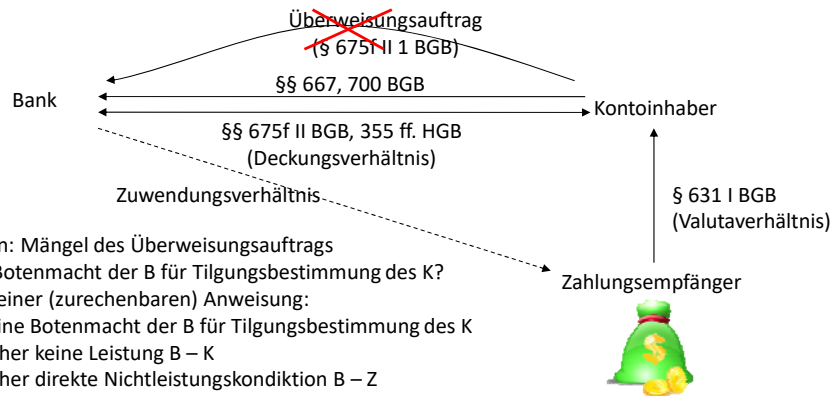 Überweisungsauftrag
(§ 675f II 1 BGB)
§§ 667, 700 BGB
Bank
Kontoinhaber
§§ 675f II BGB, 355 ff. HGB
(Deckungsverhältnis)
Zuwendungsverhältnis
§ 631 I BGB
(Valutaverhältnis)
Mängel des Überweisungsauftrags
Botenmacht der B für Tilgungsbestimmung des K?
einer (zurechenbaren) Anweisung:
ine Botenmacht der B für Tilgungsbestimmung des K
her keine Leistung B – K
her direkte Nichtleistungskondiktion B – Z
Zahlungsempfänger
$